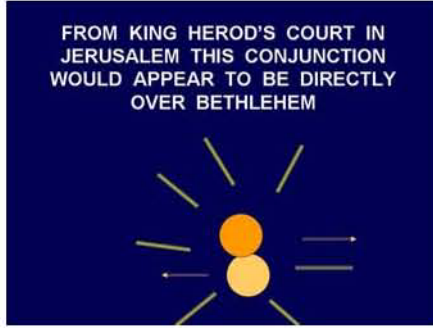 FROM KING HEROD'S COURT IN
JERUSALEM THIS CONJUNCTION
WOULD APPEAR TO BE DIRECTLY
OVER BETHLEHEM